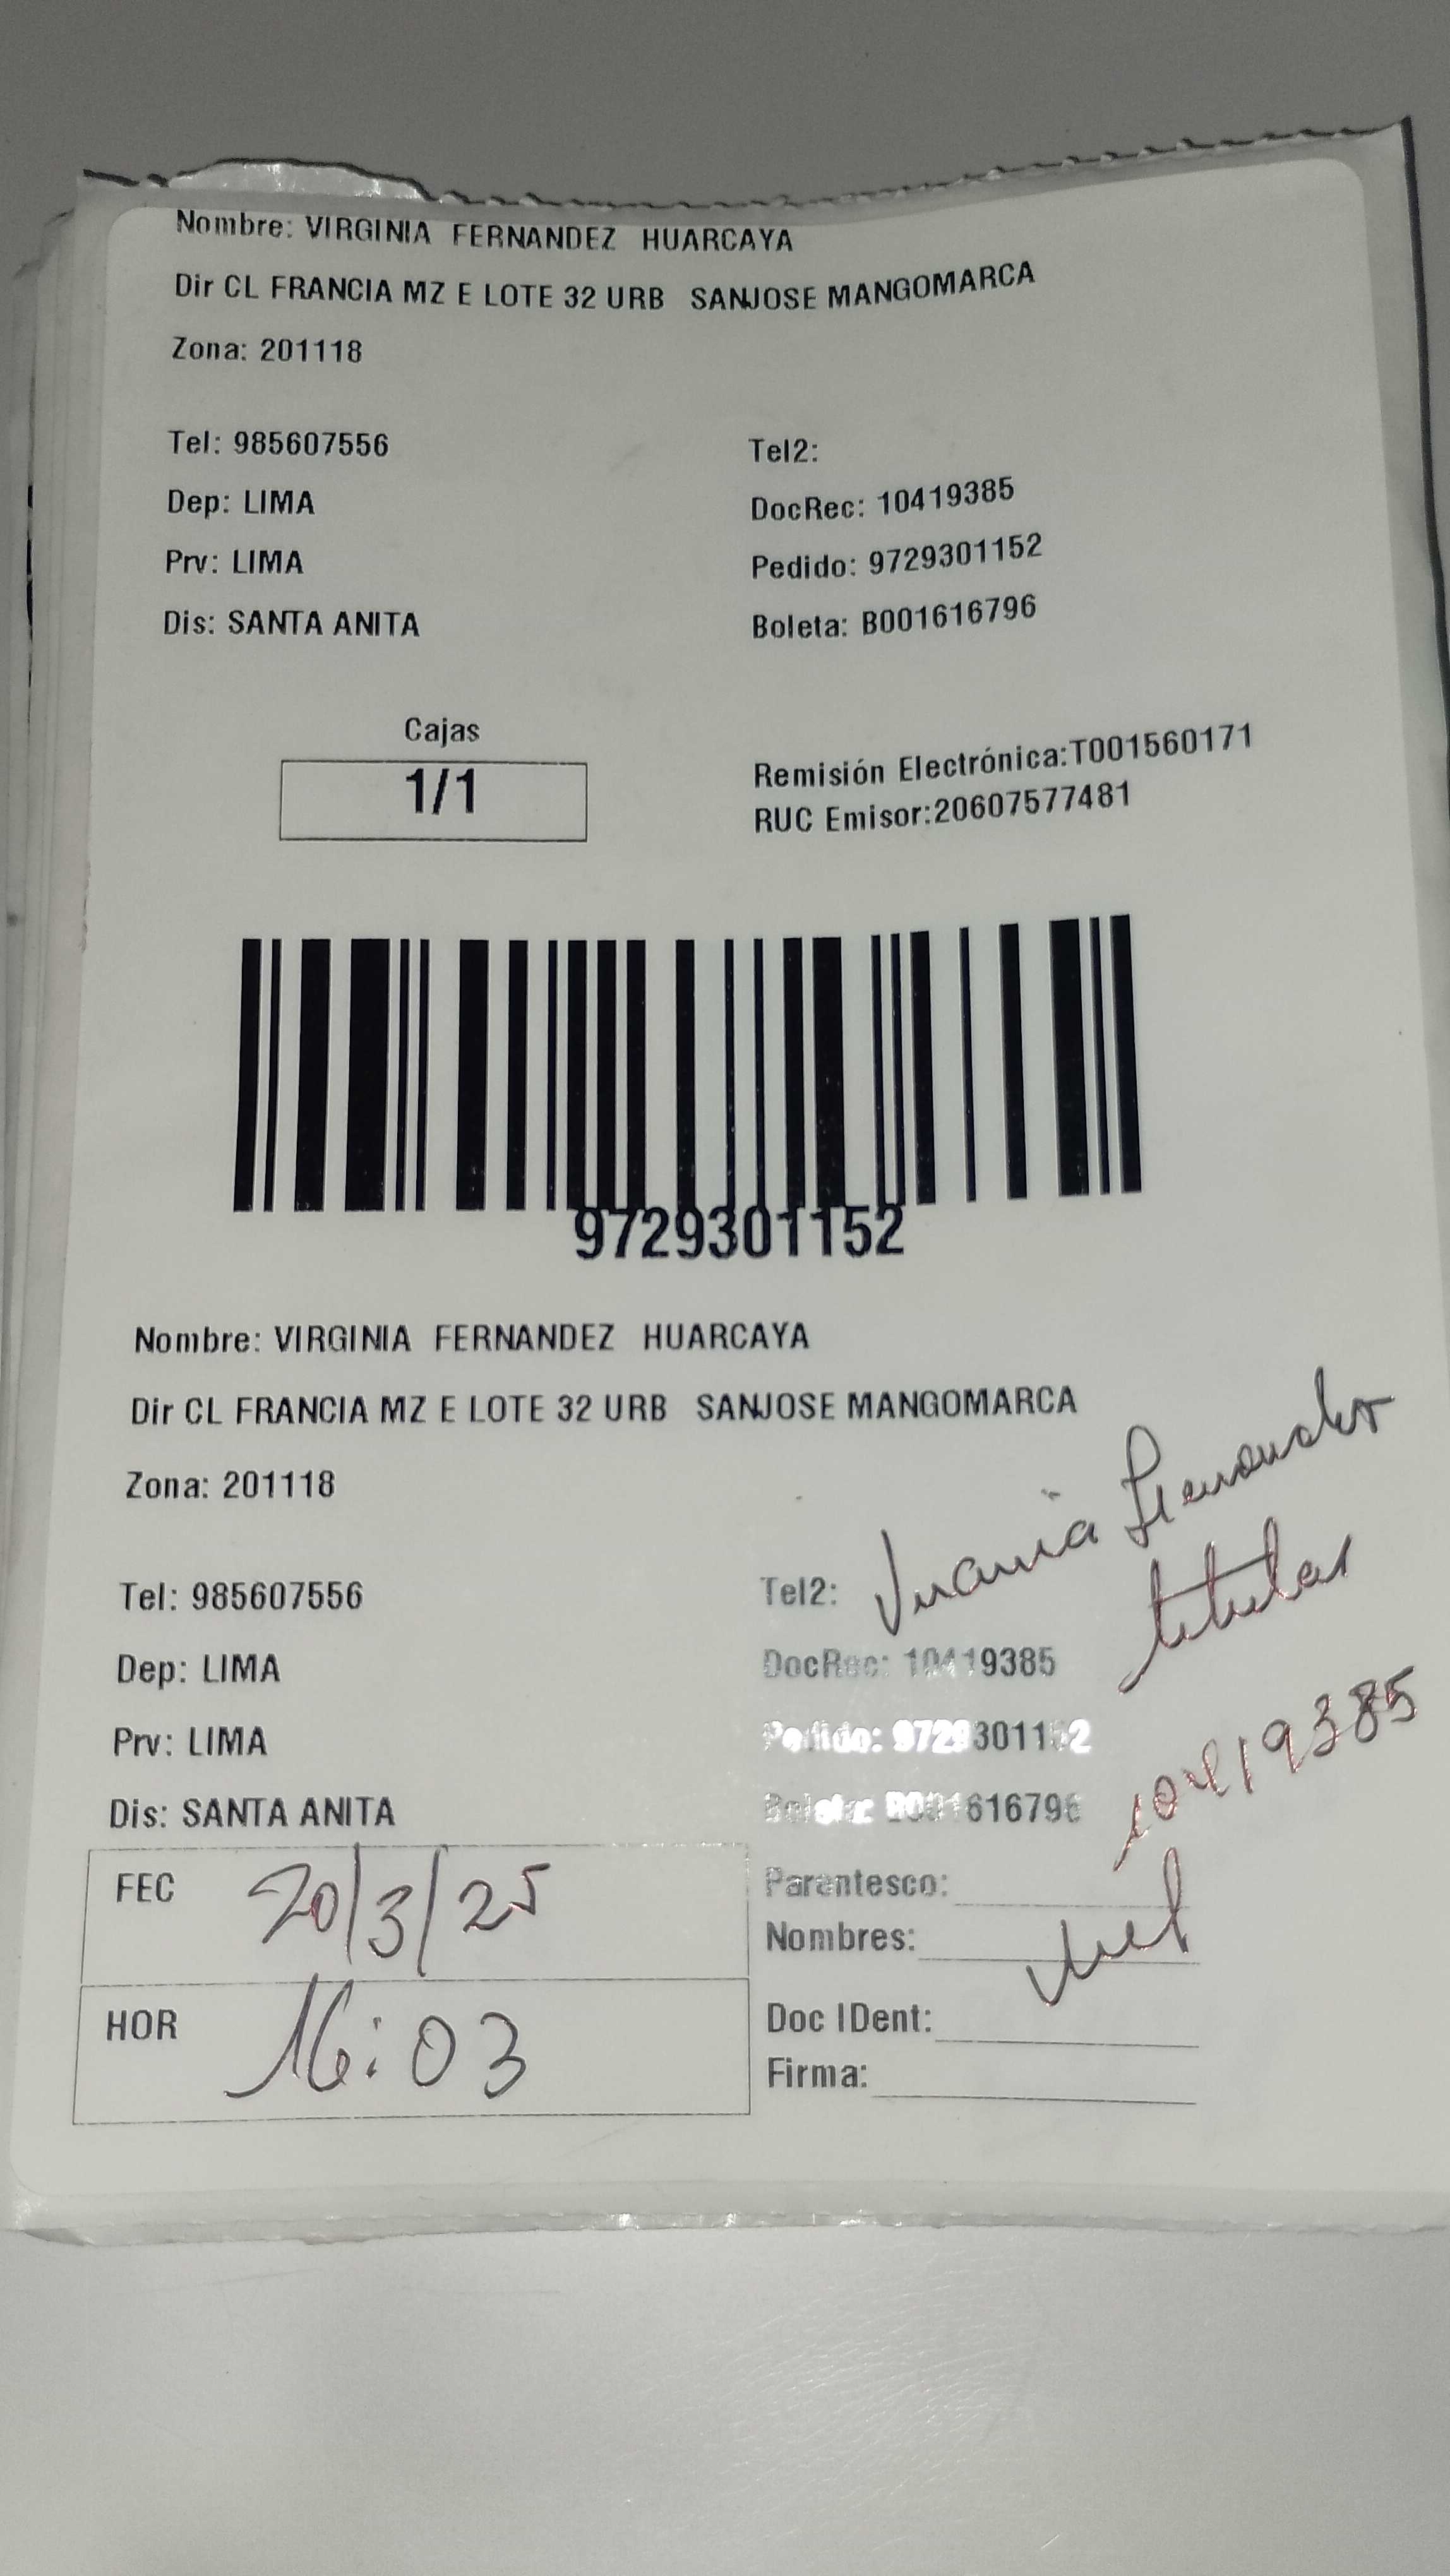 Nombre: VIRGINIA FERNANDEZ HUARCAYA
Dir CL FRANCIA MZ E LOTE 32 URB SANJOSE MANGOMARCA
Zona: 201118
Tel: 985607556
Tel2:
Dep: LIMA
DocRec: 10419385
Prv: LIMA
Pedido: 9729301152
Dis: SANTA ANITA
Boleta: B001616796
Cajas
1/1
Remisión Electrónica:T001560171
RUC Emisor:20607577481
9729301152
Nombre: VIRGINIA FERNANDEZ HUARCAYA
Dir CL FRANCIA MZ E LOTE 32 URB SANJOSE MANGOMARCA
Zona: 201118
Tel: 985607556
Tel2:
titular
Dep: LIMA
DocRec: 10419385
Prv: LIMA
Pedido: 9729301152
10419385
Dis: SANTA ANITA
Boleta: B001616796
FEC 20/3/25
Parentesco:
Nombres:
HOR 16:03
Doc IDent:
Firma: